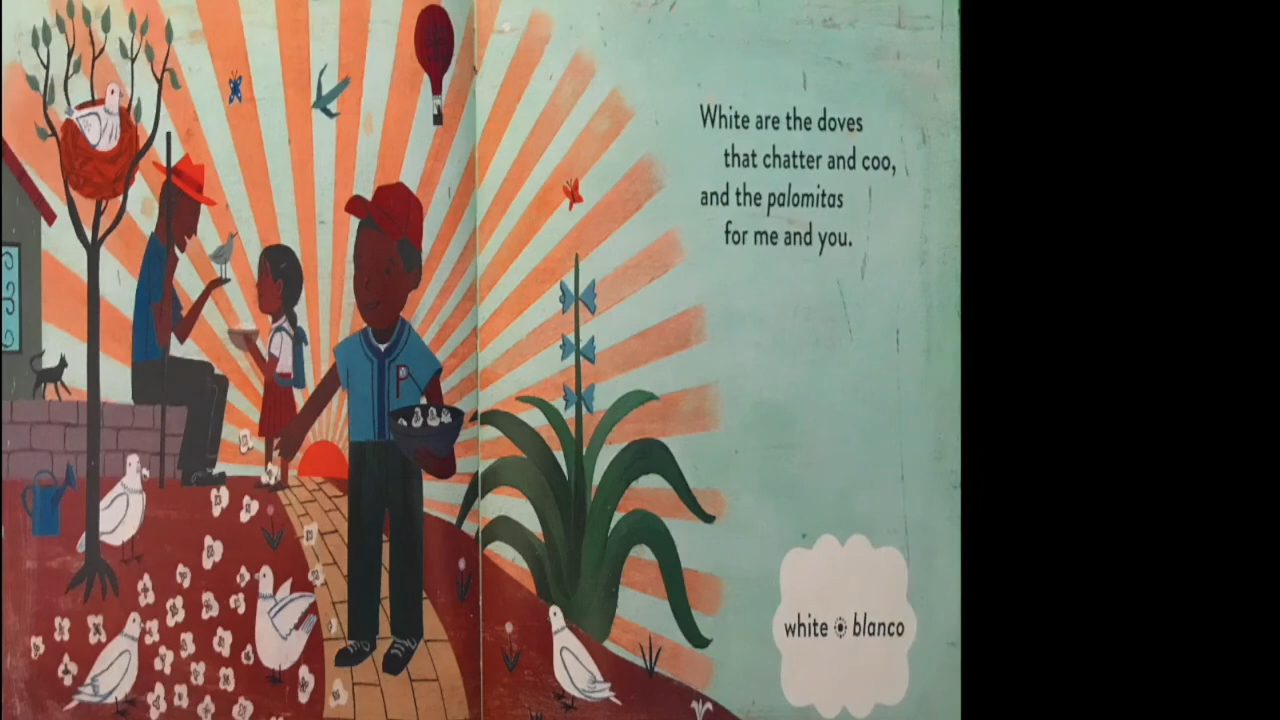 White are the doves
that chatter and coo,
and the palomitas
for me and you.
P
white blanco